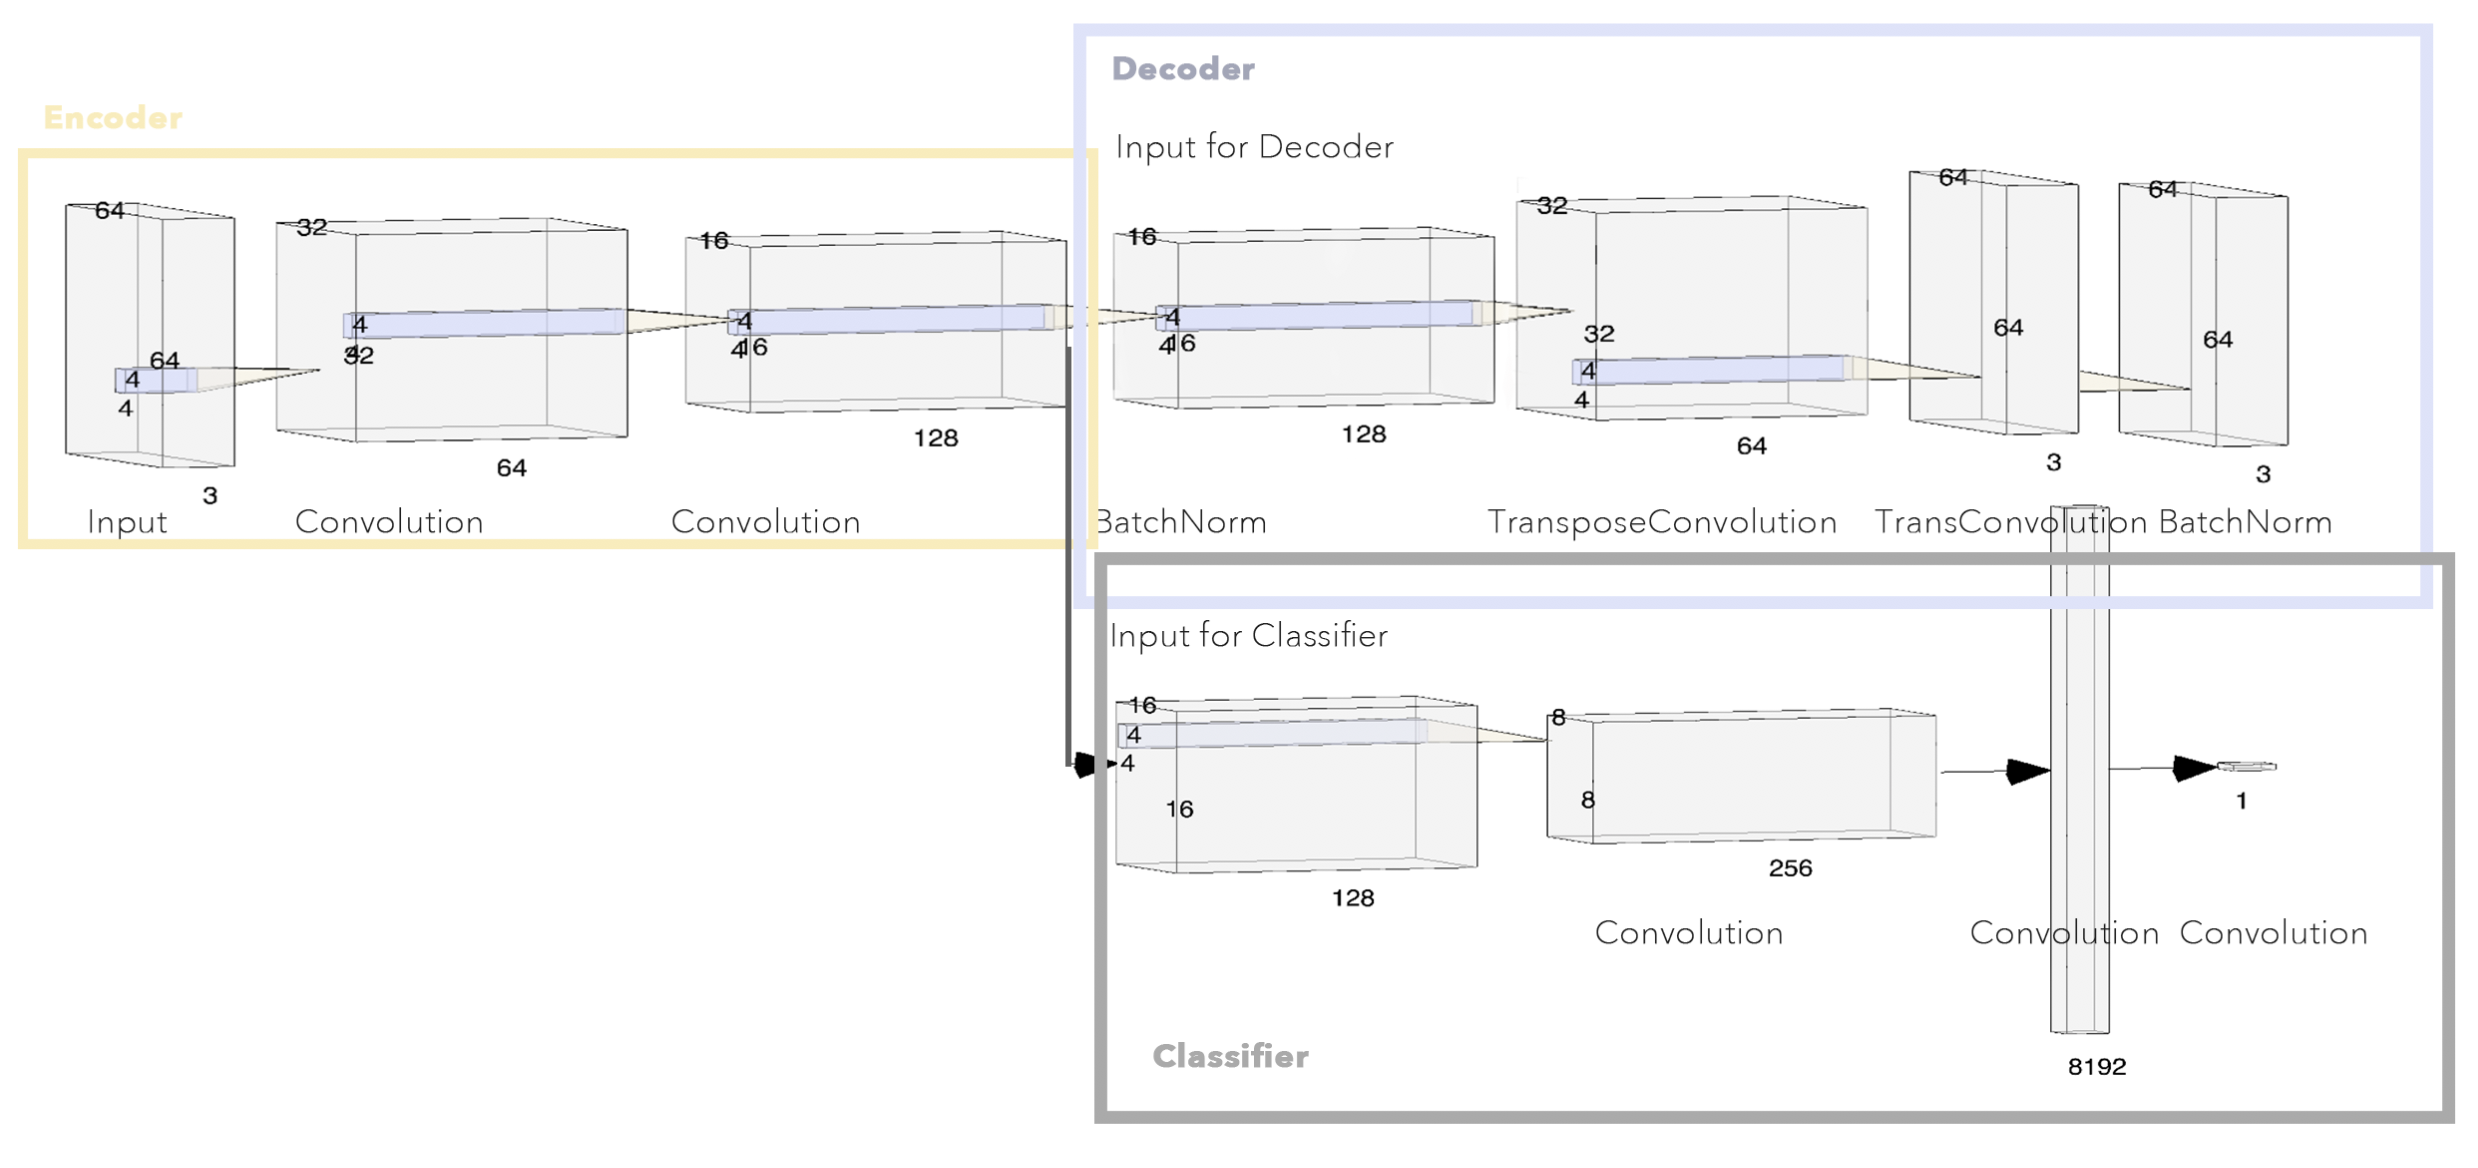 Encoder
64
64
4
4
3
Input
32
4
4
32
64
Convolution
16
4
4
16
128
Convolution
Decoder
Input for Decoder
16
4
4
16
128
BatchNorm
32
32
4
4
64
TransposeConvolution
64
64
3
TransConvolution
64
64
3
BatchNorm
Input for Classifier
16
4
4
16
128
8
8
256
Convolution
8192
Convolution
1
Convolution
Classifier